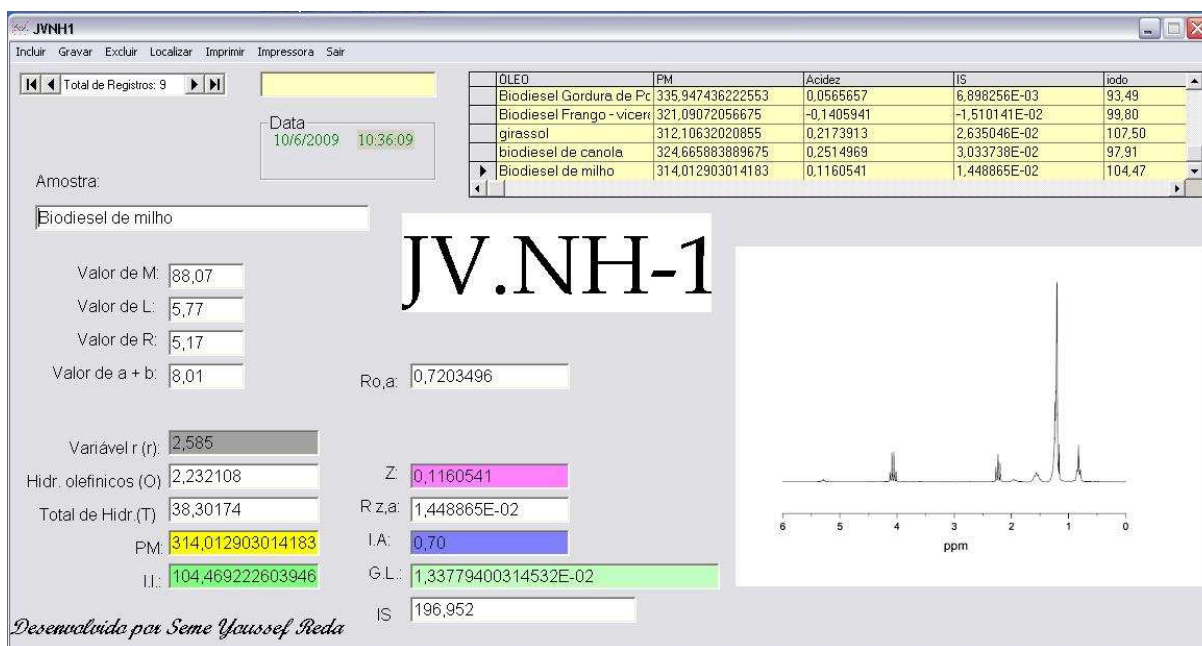 JVNH1
Incluir Gravar Excluir Localizar Imprimir Impressora Sair
Total de Registros: 9
Data
10/6/2009 10:36:09
ÓLEO PM Acidez IS iodo
Biodiesel Gordura de Po 335,947436222553 0,0565657 6,898256E-03 93,49
Biodiesel Frango - vicera 321,09072056675 -0,1405941 -1,510141E-02 99,80
girassol 312,10632020855 0,2173913 2,635046E-02 107,50
biodiesel de canola 324,665883889675 0,2514969 3,033738E-02 97,91
Biodiesel de milho 314,012903014183 0,1160541 1,448865E-02 104,47
Amostra:
Biodiesel de milho
JV.NH-1
Valor de M: 88,07
Valor de L: 5,77
Valor de R: 5,17
Valor de a + b: 8,01
Ro,a: 0,7203496
Variável r (r): 2,585
Hidr. olefinicos (O) 2,232108
Total de Hidr.(T) 38,30174
PM: 314,012903014183
I.I.: 104,469222603946
Z: 0,1160541
R z,a: 1,448865E-02
I.A: 0,70
G.L.: 1,33779400314532E-02
IS 196,952
6 5 4 3 2 1 0
ppm
Desenvolvido por Seme Youssef Reda